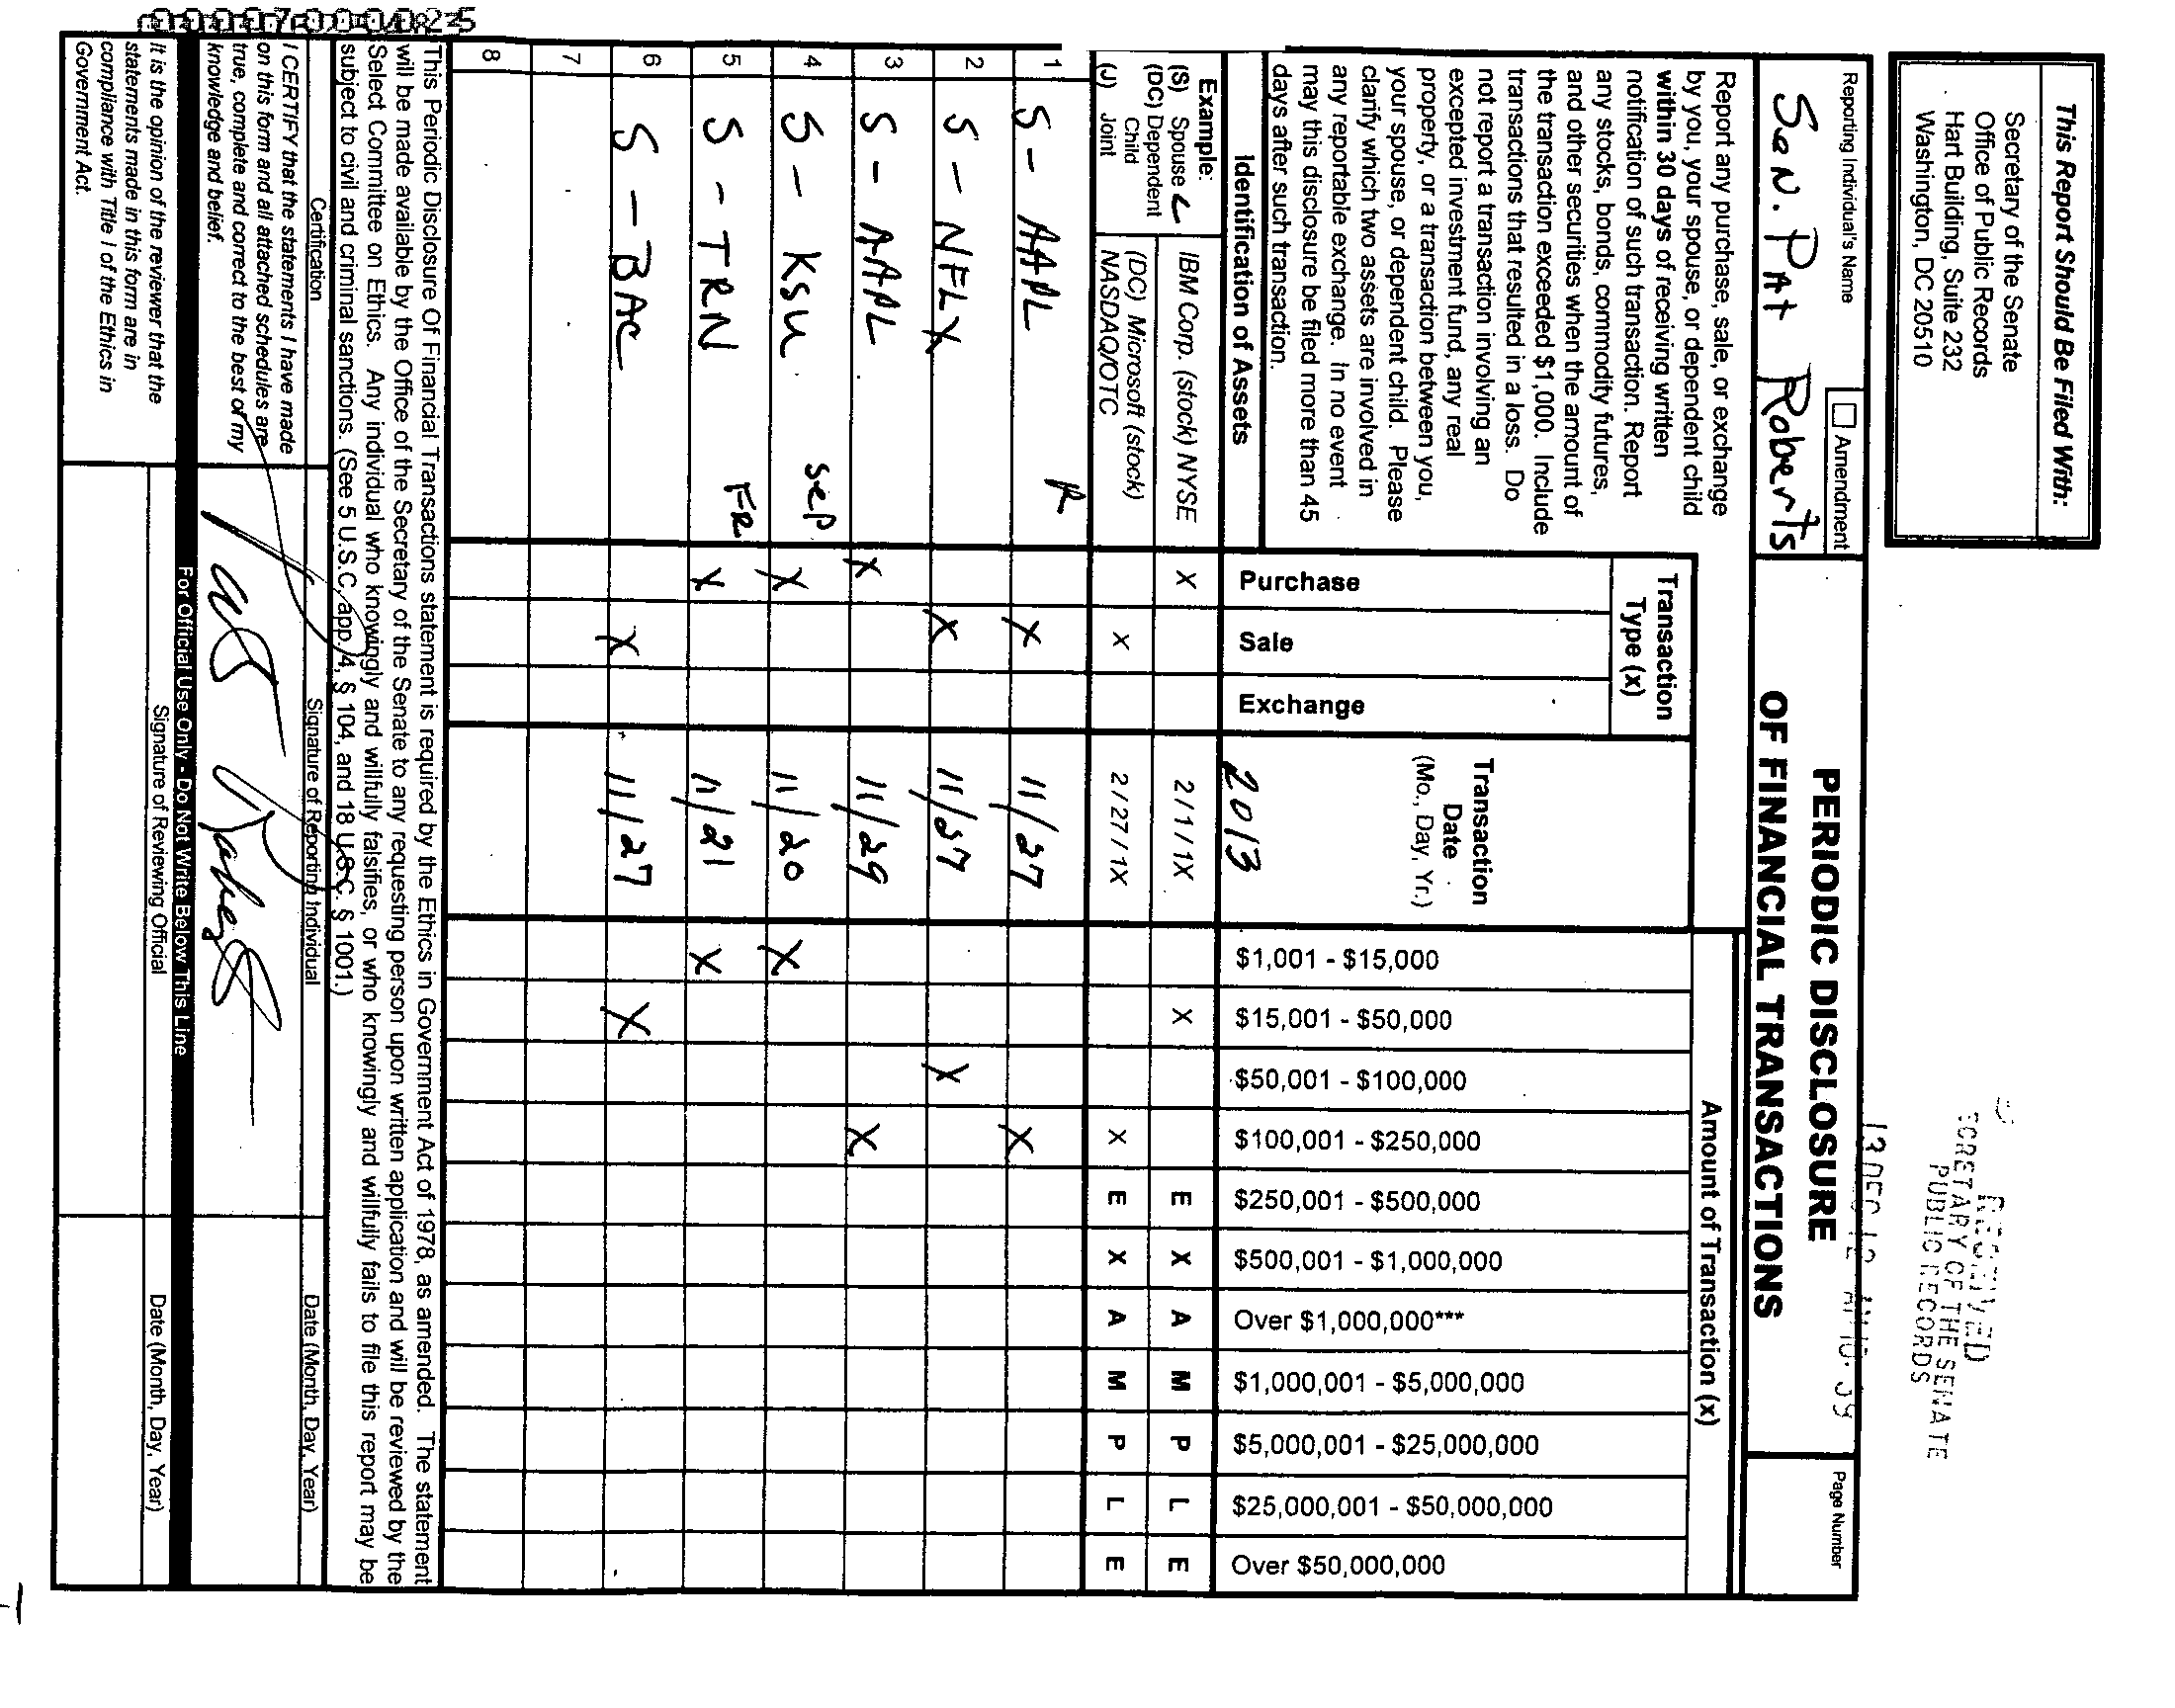 This Report Should Be Filed With:
Secretary of the Senate
Office of Public Records
Hart Building, Suite 232
Washington, DC 20510
SECRETARY OF THE SENATE
PUBLIC RECORDS
Reporting Individual's Name
Amendment
SEN. PAT Roberts
PERIODIC DISCLOSURE
OF FINANCIAL TRANSACTIONS
Page Number
Report any purchase, sale, or exchange
by you, your spouse, or dependent child
within 30 days of receiving written
notification of such transaction. Report
any stocks, bonds, commodity futures,
and other securities when the amount of
the transaction exceeded $1,000. Include
transactions that resulted in a loss. Do
not report a transaction involving an
excepted investment fund, any real
property, or a transaction between you,
your spouse, or dependent child. Please
clarify which two assets are involved in
any reportable exchange. In no event
may this disclosure be filed more than 45
days after such transaction.
Identification of Assets
Transaction
Type (x)
Purchase
Sale
Exchange
Transaction
Date
(Mo., Day, Yr.)
2013
Amount of Transaction (x)
$1,001 - $15,000
$15,001 - $50,000
$50,001 - $100,000
$100,001 - $250,000
$250,001 - $500,000
$500,001 - $1,000,000
Over $1,000,000***
$1,000,001 - $5,000,000
$5,000,001 - $25,000,000
$25,000,001 - $50,000,000
Over $50,000,000
Example:
(S) Spouse
(DC) Dependent
Child
(J) Joint
IBM Corp. (stock) NYSE X 2/1/1X X E X A M P L E
(DC) Microsoft (stock)
NASDAQ/OTC X 2/27/1X X E X A M P L E
1 S - AAPL R X 11/27 X
2 S - NFLX X 11/27 X
3 S - AAPL X 11/29 X
4 S - KSU SEP X 11/20 X
5 S - TRN FR X 11/21 X
6 S - BAC X 11/27 X
7
8
This Periodic Disclosure Of Financial Transactions statement is required by the Ethics in Government Act of 1978, as amended. The statement
will be made available by the Office of the Secretary of the Senate to any requesting person upon written application and will be reviewed by the
Select Committee on Ethics. Any individual who knowingly and willfully falsifies, or who knowingly and willfully fails to file this report may be
subject to civil and criminal sanctions. (See 5 U.S.C. app. 4, § 104, and 18 U.S.C. § 1001.)
Certification
Signature of Reporting Individual
Date (Month, Day, Year)
I CERTIFY that the statements I have made
on this form and all attached schedules are
true, complete and correct to the best of my
knowledge and belief.
For Official Use Only - Do Not Write Below This Line
It is the opinion of the reviewer that the
statements made in this form are in
compliance with Title I of the Ethics in
Government Act.
Signature of Reviewing Official
Date (Month, Day, Year)